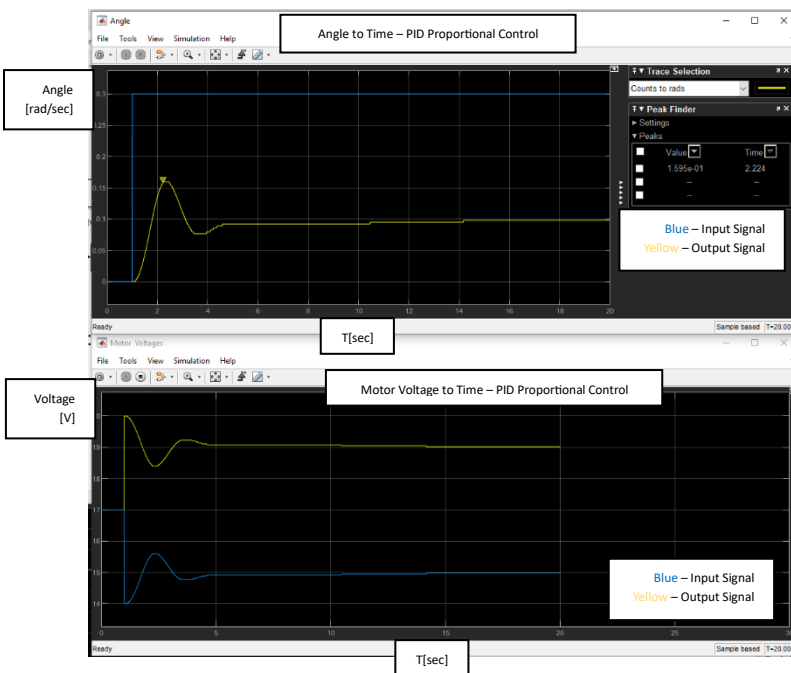 Angle
File Tools View Simulation Help
Angle to Time – PID Proportional Control
Angle
[rad/sec]
0.3
0.25
0.2
0.15
0.1
0.05
0
0 2 4 6 8 10 12 14 16 18 20
Trace Selection
Counts to rads
Peak Finder
Settings
Peaks
Value Time
1.595e-01 2.224
-- --
-- --
Blue – Input Signal
Yellow – Output Signal
Ready
Sample based T=20.00
T[sec]
Motor Voltages
File Tools View Simulation Help
Motor Voltage to Time – PID Proportional Control
Voltage
[V]
19
17
15
14
0 5 10 15 20 25
Blue – Input Signal
Yellow – Output Signal
Ready
Sample based T=20.00
T[sec]